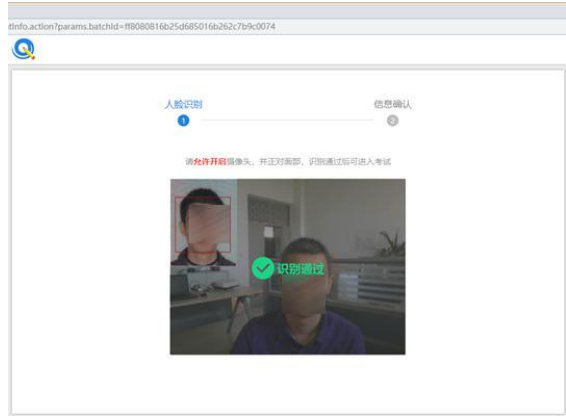 ntInfo.action?params.batchId=ff8080816b25d685016b262c7b9c0074
人脸识别
信息确认
1
2
请允许开启摄像头，并正对面部，识别通过后可进入考试
识别通过